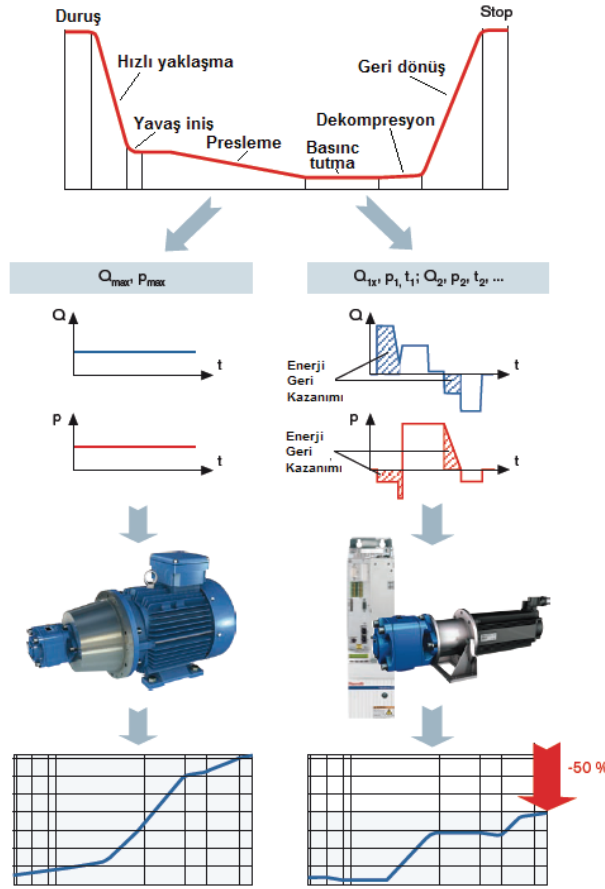 Duruş
Stop
Hızlı yaklaşma
Geri dönüş
Yavaş iniş
Presleme
Basınc
tutma
Dekompresyon
Qmax, pmax
Q1x, p1, t1; Q2, p2, t2, ...
Q
t
p
t
Q
Enerji
Geri
Kazanımı
t
p
Enerji
Geri
Kazanımı
t
-50 %